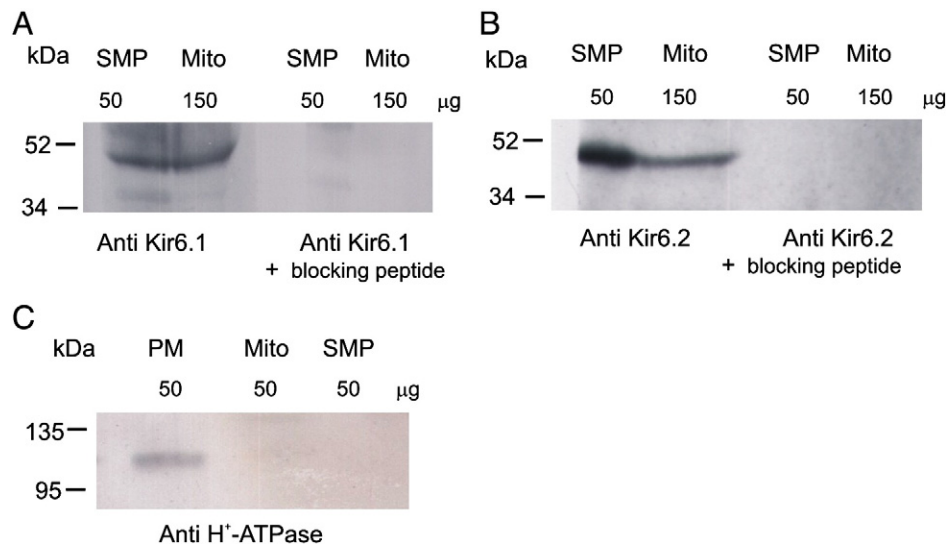 A
kDa SMP Mito SMP Mito
50 150 50 150 μg
52
34
Anti Kir6.1 Anti Kir6.1
+ blocking peptide
B
kDa SMP Mito SMP Mito
50 150 50 150 μg
52
34
Anti Kir6.2 Anti Kir6.2
+ blocking peptide
C
kDa PM Mito SMP
50 50 50 μg
135
95
Anti H⁺-ATPase